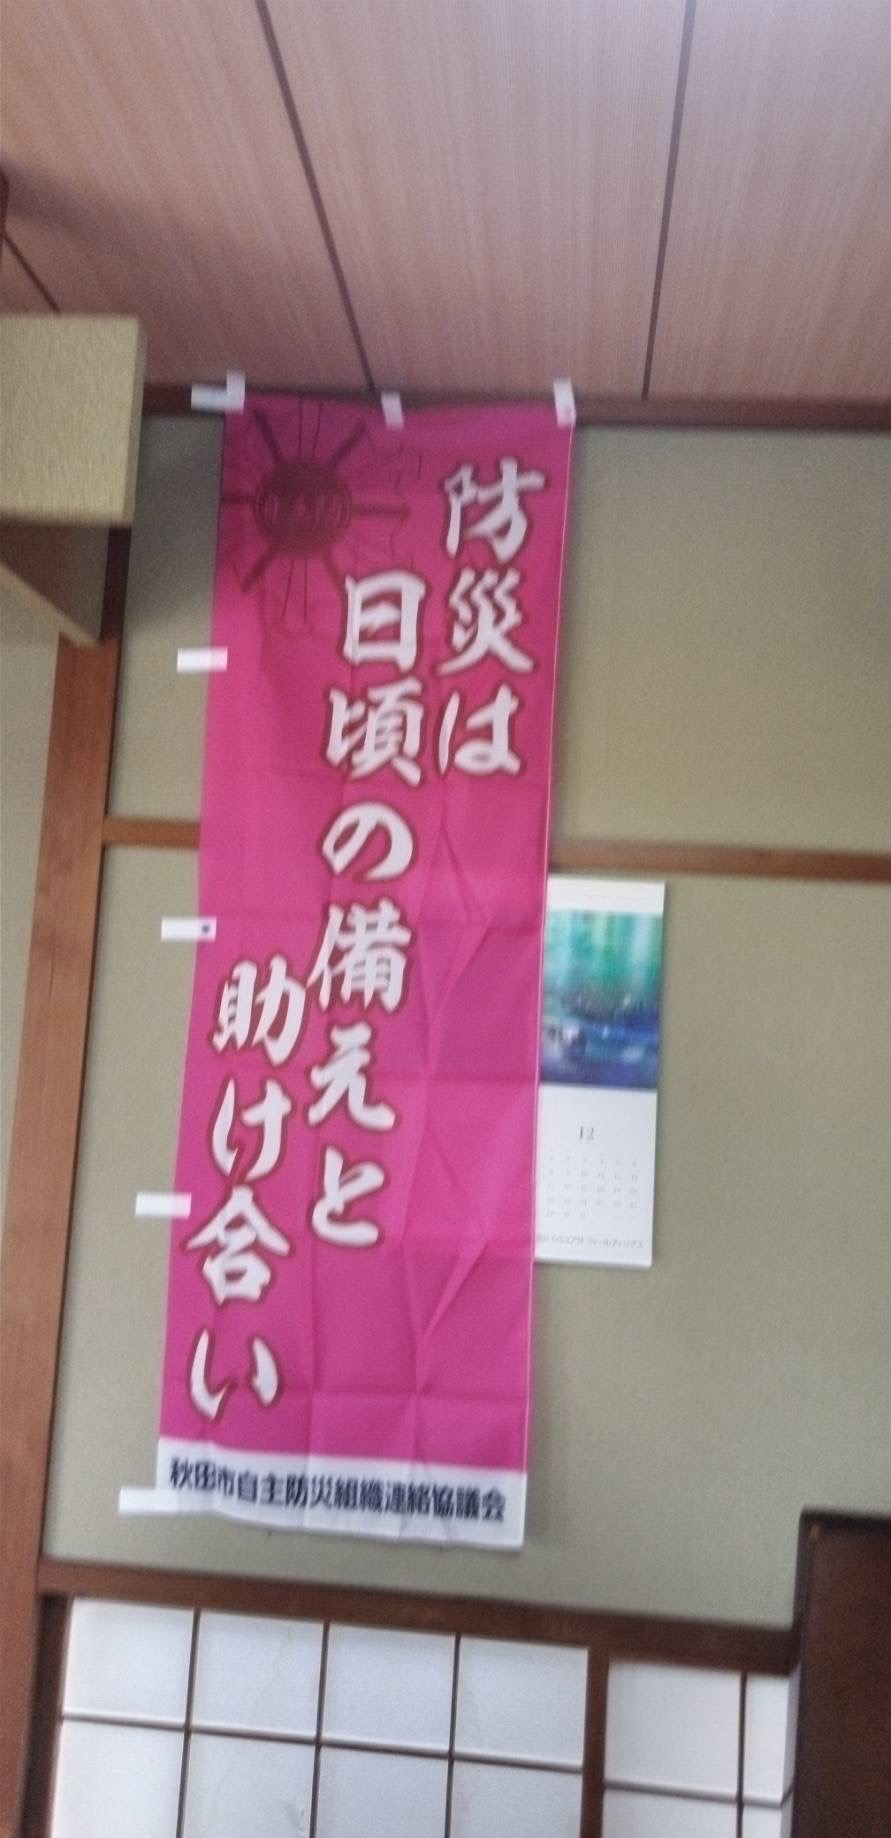 防災は
日頃の備えと
助け合い
秋田市自主防災組織連絡協議会
12